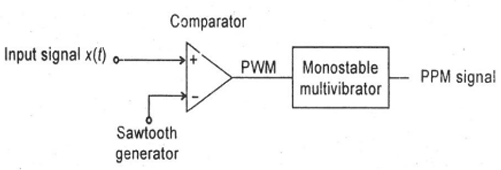 Comparator
Input signal x(t)
+
−
PWM
Monostable
multivibrator
PPM signal
Sawtooth
generator